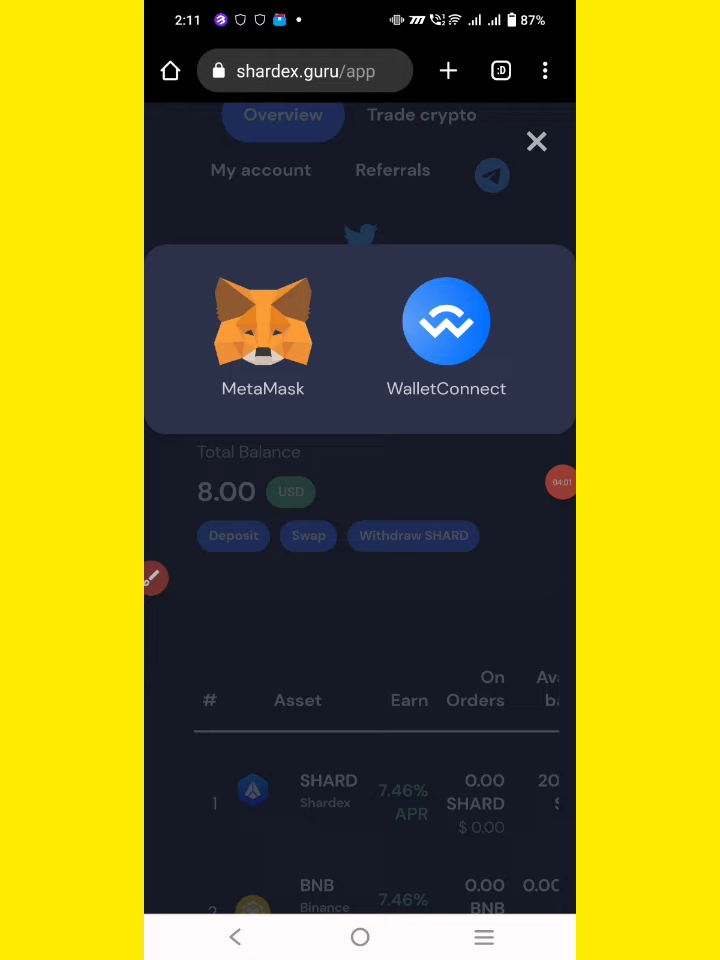 2:11
87%
shardex.guru/app
:D
Overview
Trade crypto
My account
Referrals
MetaMask
WalletConnect
Total Balance
8.00 USD
04:01
Deposit
Swap
Withdraw SHARD
#
Asset
Earn
On
Orders
1
SHARD
Shardex
7.46%
APR
0.00
SHARD
$ 0.00
20
BNB
Binance
7.46%
0.00
BNB